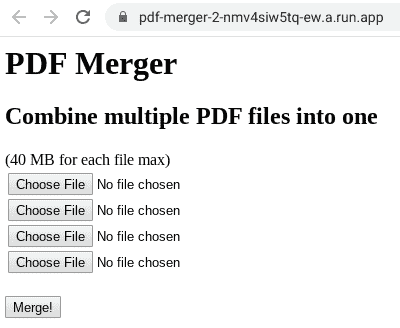 pdf-merger-2-nmv4siw5tq-ew.a.run.app
PDF Merger
Combine multiple PDF files into one
(40 MB for each file max)
Choose File No file chosen
Choose File No file chosen
Choose File No file chosen
Choose File No file chosen
Merge!